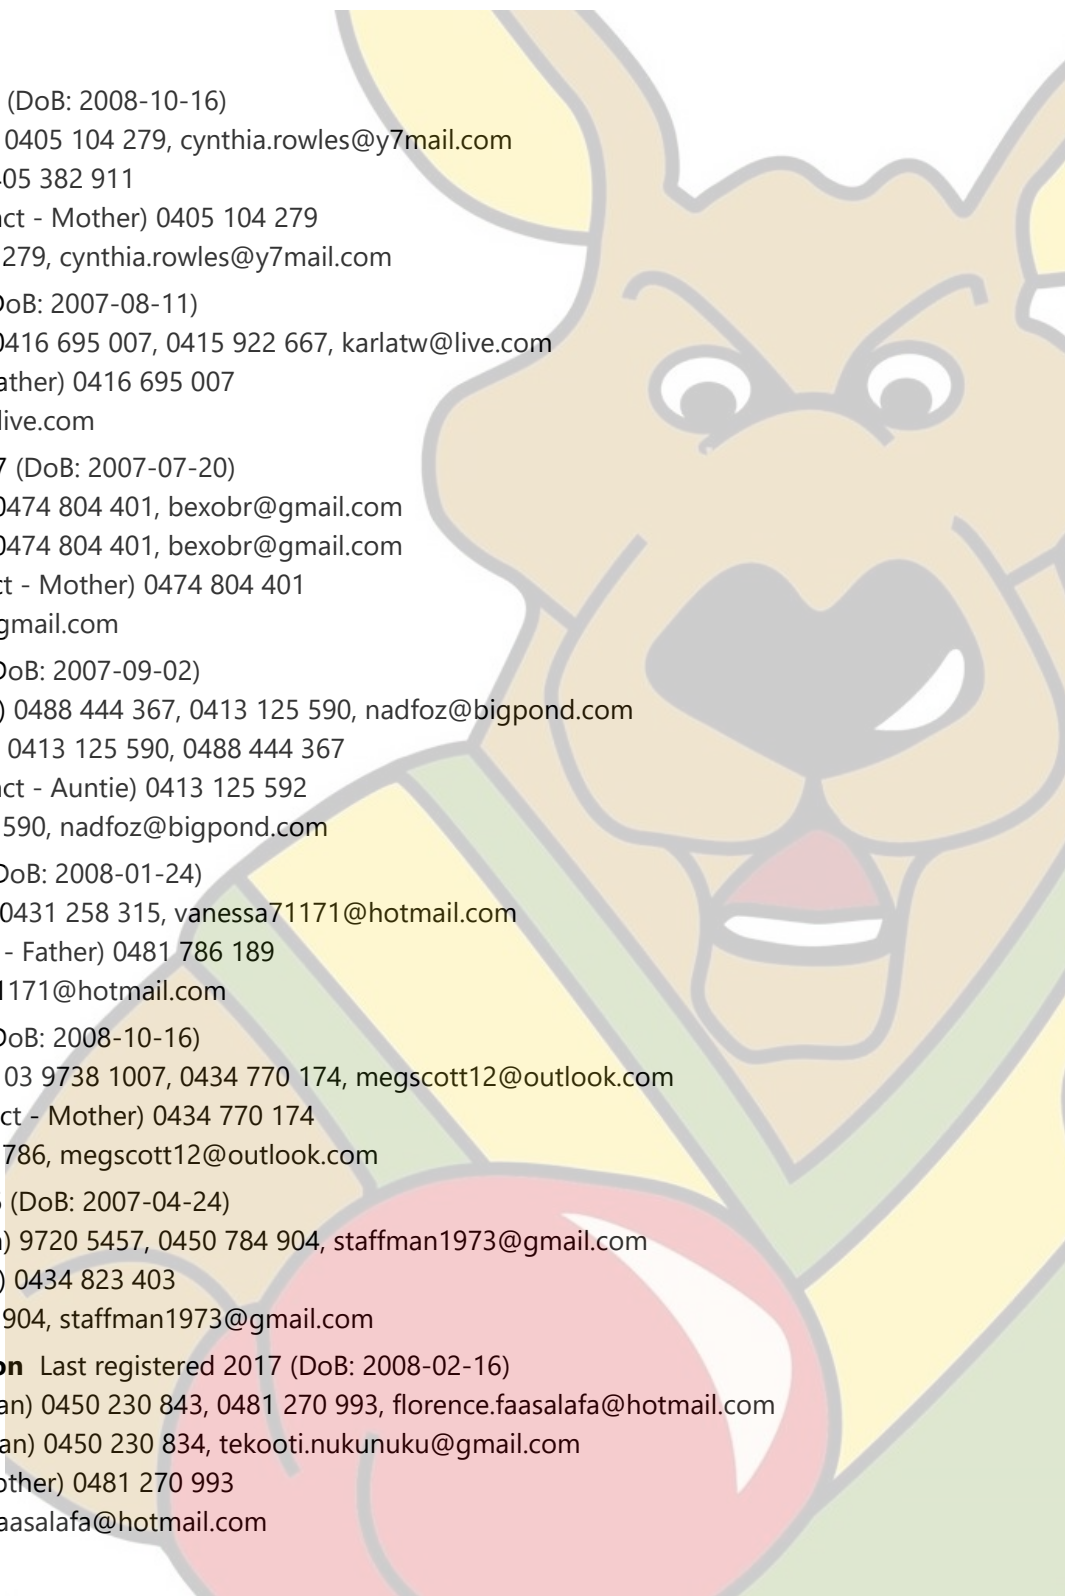 (DoB: 2008-10-16)
0405 104 279, cynthia.rowles@y7mail.com
05 382 911
act - Mother) 0405 104 279
279, cynthia.rowles@y7mail.com
DoB: 2007-08-11)
0416 695 007, 0415 922 667, karlatw@live.com
ather) 0416 695 007
live.com
7 (DoB: 2007-07-20)
0474 804 401, bexobr@gmail.com
0474 804 401, bexobr@gmail.com
ct - Mother) 0474 804 401
gmail.com
DoB: 2007-09-02)
) 0488 444 367, 0413 125 590, nadfoz@bigpond.com
0413 125 590, 0488 444 367
act - Auntie) 0413 125 592
590, nadfoz@bigpond.com
DoB: 2008-01-24)
0431 258 315, vanessa71171@hotmail.com
- Father) 0481 786 189
1171@hotmail.com
DoB: 2008-10-16)
03 9738 1007, 0434 770 174, megscott12@outlook.com
ct - Mother) 0434 770 174
786, megscott12@outlook.com
(DoB: 2007-04-24)
) 9720 5457, 0450 784 904, staffman1973@gmail.com
) 0434 823 403
904, staffman1973@gmail.com
on Last registered 2017 (DoB: 2008-02-16)
an) 0450 230 843, 0481 270 993, florence.faasalafa@hotmail.com
an) 0450 230 834, tekooti.nukunuku@gmail.com
other) 0481 270 993
aasalafa@hotmail.com